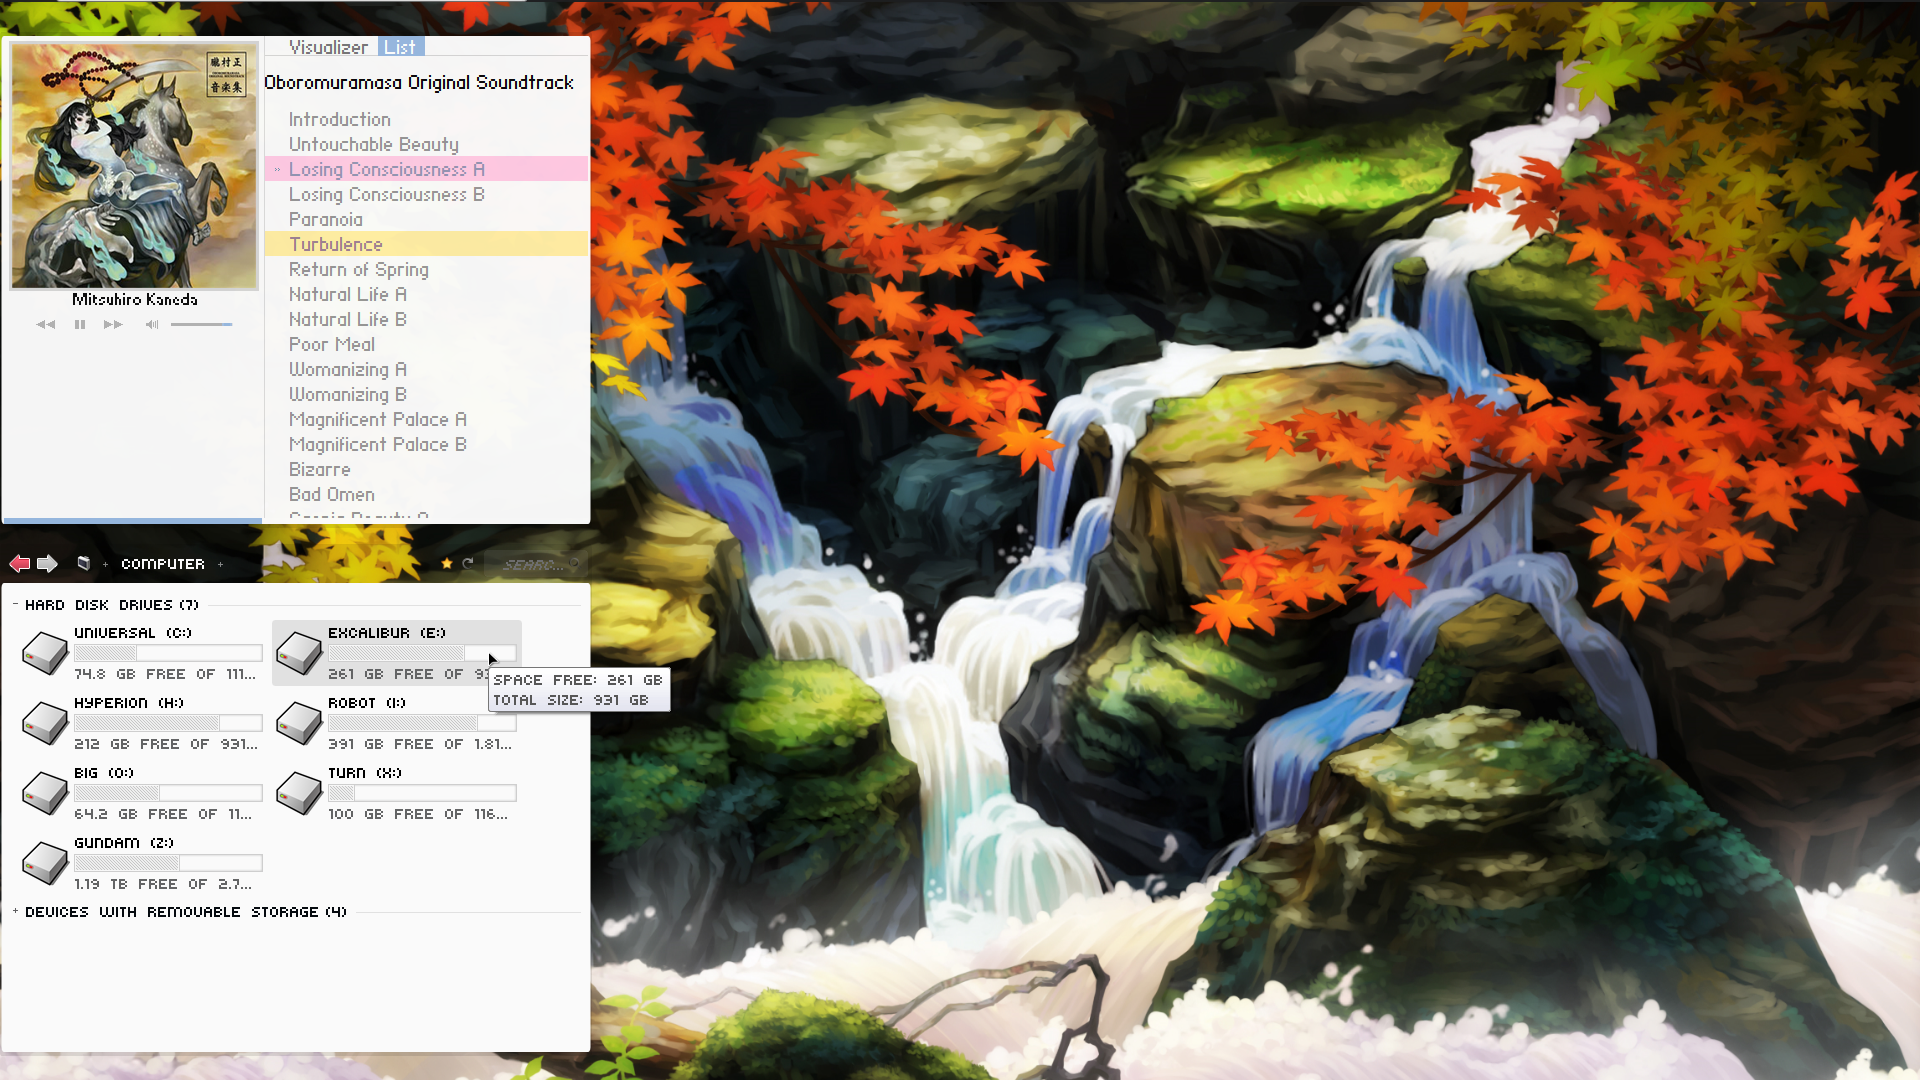 Visualizer List
朧村正
音楽集
Oboromuramasa Original Soundtrack
Introduction
Untouchable Beauty
Losing Consciousness A
Losing Consciousness B
Paranoia
Turbulence
Return of Spring
Natural Life A
Natural Life B
Poor Meal
Womanizing A
Womanizing B
Magnificent Palace A
Magnificent Palace B
Bizarre
Bad Omen
Mitsuhiro Kaneda
COMPUTER
SEARC...
HARD DISK DRIVES (7)
UNIVERSAL (C:)
74.8 GB FREE OF 111...
EXCALIBUR (E:)
261 GB FREE OF 93
SPACE FREE: 261 GB
TOTAL SIZE: 931 GB
HYPERION (H:)
212 GB FREE OF 931...
ROBOT (I:)
391 GB FREE OF 1.81...
BIG (O:)
64.2 GB FREE OF 11...
TURN (X:)
100 GB FREE OF 116...
GUNDAM (Z:)
1.19 TB FREE OF 2.7...
DEVICES WITH REMOVABLE STORAGE (4)